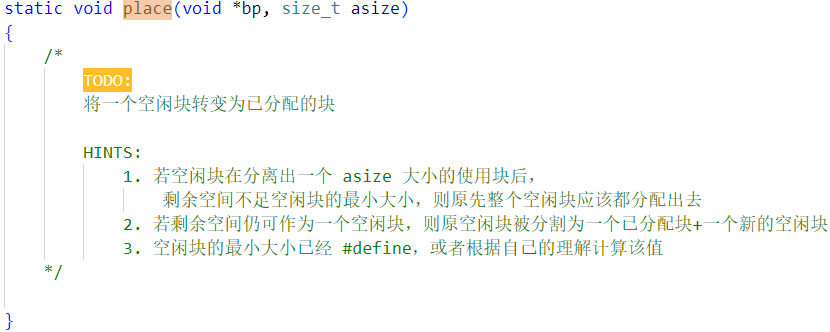 static void place(void *bp, size_t asize)
{
/*
TODO:
将一个空闲块转变为已分配的块
HINTS:
1. 若空闲块在分离出一个 asize 大小的使用块后，
剩余空间不足空闲块的最小大小，则原先整个空闲块应该都分配出去
2. 若剩余空间仍可作为一个空闲块，则原空闲块被分割为一个已分配块+一个新的空闲块
3. 空闲块的最小大小已经 #define，或者根据自己的理解计算该值
*/
}